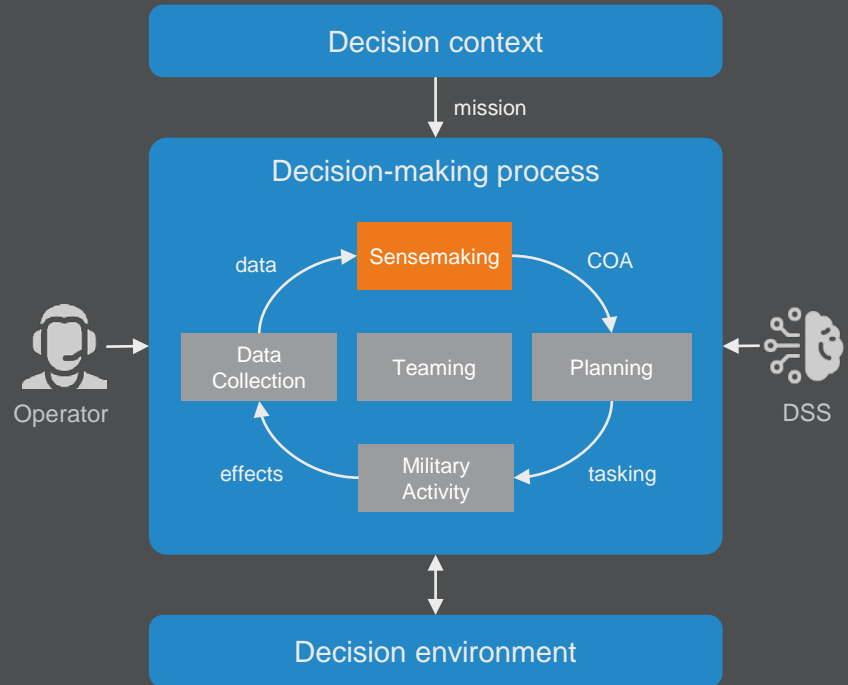 Decision context
mission
Decision-making process
Sensemaking
data
COA
Data
Collection
Teaming
Planning
Operator
DSS
Military
Activity
effects
tasking
Decision environment